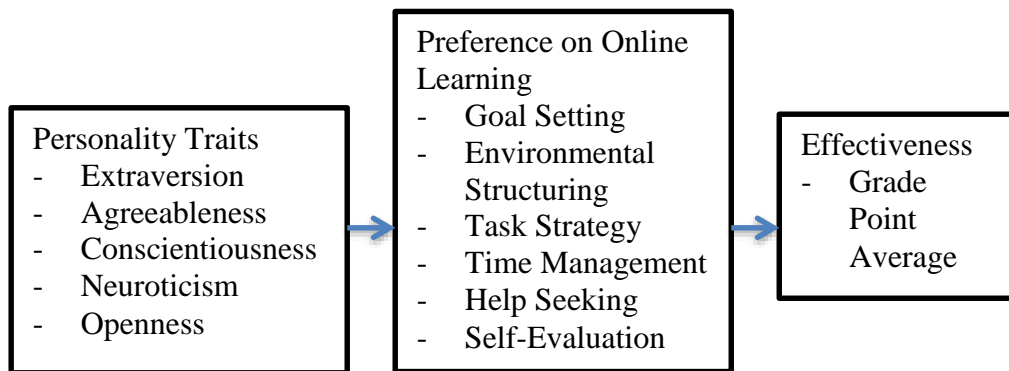 Personality Traits
- Extraversion
- Agreeableness
- Conscientiousness
- Neuroticism
- Openness
Preference on Online
Learning
- Goal Setting
- Environmental
Structuring
- Task Strategy
- Time Management
- Help Seeking
- Self-Evaluation
Effectiveness
- Grade
Point
Average